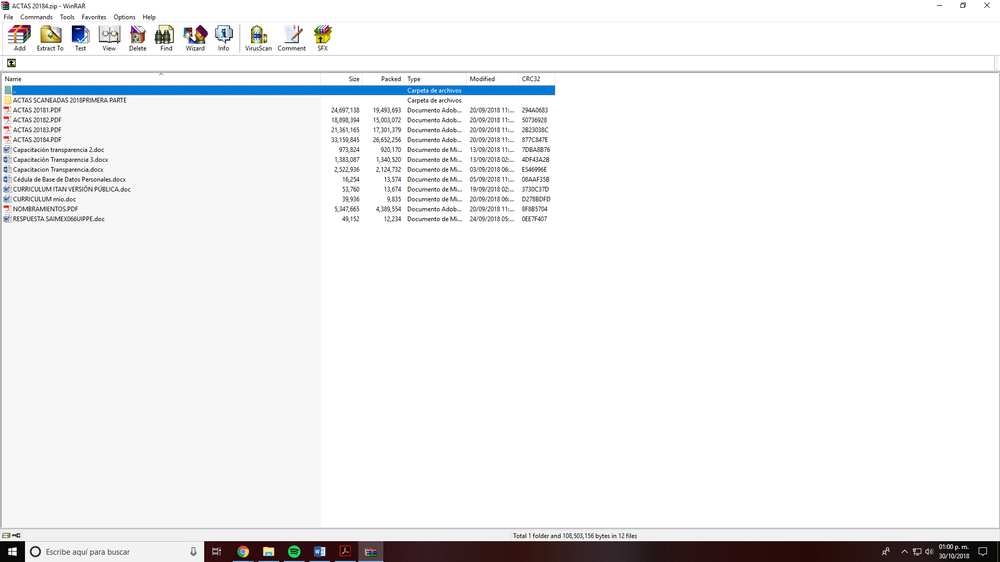 ACTAS 20184.zip - WinRAR
File Commands Tools Favorites Options Help
Add Extract To Test View Delete Find Wizard Info VirusScan Comment SFX
Name Size Packed Type Modified CRC32
.. Carpeta de archivos
ACTAS SCANEADAS 2018PRIMERA PARTE Carpeta de archivos
ACTAS 20181.PDF 24,697,138 19,493,693 Documento Adob... 20/09/2018 11:... 294A0683
ACTAS 20182.PDF 18,898,394 15,003,072 Documento Adob... 20/09/2018 11:... 50736928
ACTAS 20183.PDF 21,361,165 17,301,379 Documento Adob... 20/09/2018 11:... 2B23038C
ACTAS 20184.PDF 33,159,845 26,652,256 Documento Adob... 20/09/2018 11:... 877C847E
Capacitación transparencia 2.doc 973,824 920,170 Documento de Mi... 13/09/2018 11:... 7DBA8B76
Capacitación Transparencia 3.docx 1,383,087 1,340,520 Documento de Mi... 13/09/2018 02:... 4DF43A2B
Capacitacion Transparencia.docx 2,522,936 2,124,732 Documento de Mi... 03/09/2018 06:... E546996E
Cédula de Base de Datos Personales.docx 16,254 13,574 Documento de Mi... 05/09/2018 11:... 08AAF35B
CURRICULUM ITAN VERSIÓN PÚBLICA.doc 53,760 13,674 Documento de Mi... 19/09/2018 02:... 3730C37D
CURRICULUM mio.doc 39,936 9,835 Documento de Mi... 20/09/2018 06:... D278BDFD
NOMBRAMIENTOS.PDF 5,347,665 4,389,554 Documento Adob... 20/09/2018 11:... 8F8B5704
RESPUESTA SAIMEX066UIPPE.doc 49,152 12,234 Documento de Mi... 24/09/2018 05:... 0EE7F407
Total 1 folder and 108,503,156 bytes in 12 files
Escribe aquí para buscar
01:00 p. m.
30/10/2018